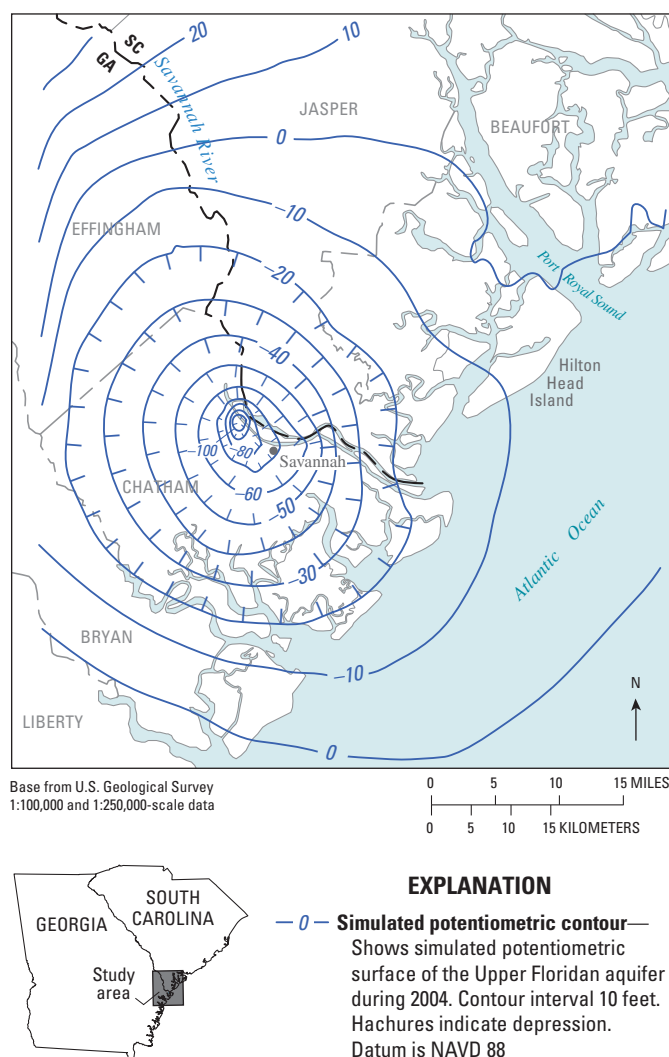 20
10
SC
GA
Savannah River
JASPER
BEAUFORT
0
–10
EFFINGHAM
–20
Port Royal Sound
–40
Hilton
Head
Island
–100
–80
Savannah
CHATHAM
–60
–50
Atlantic Ocean
–30
BRYAN
–10
N
LIBERTY
0
Base from U.S. Geological Survey
1:100,000 and 1:250,000-scale data
0 5 10 15 MILES
0 5 10 15 KILOMETERS
SOUTH
CAROLINA
GEORGIA
Study
area
EXPLANATION
0 Simulated potentiometric contour—
Shows simulated potentiometric
surface of the Upper Floridan aquifer
during 2004. Contour interval 10 feet.
Hachures indicate depression.
Datum is NAVD 88